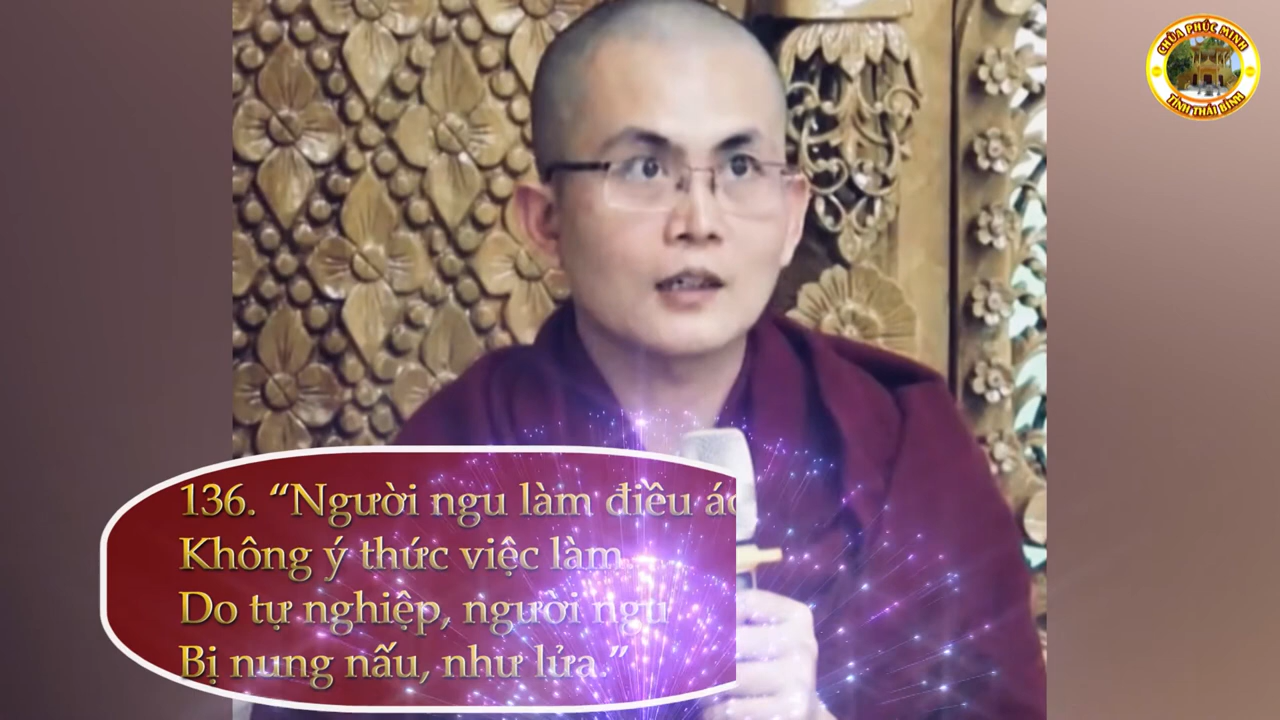 CHÙA PHÚC MINH
TỈNH THÁI BÌNH
136. “Người ngu làm điều
Không ý thức việc làm.
Do tự nghiệp, người ngu
Bị nung nấu, như lửa.”